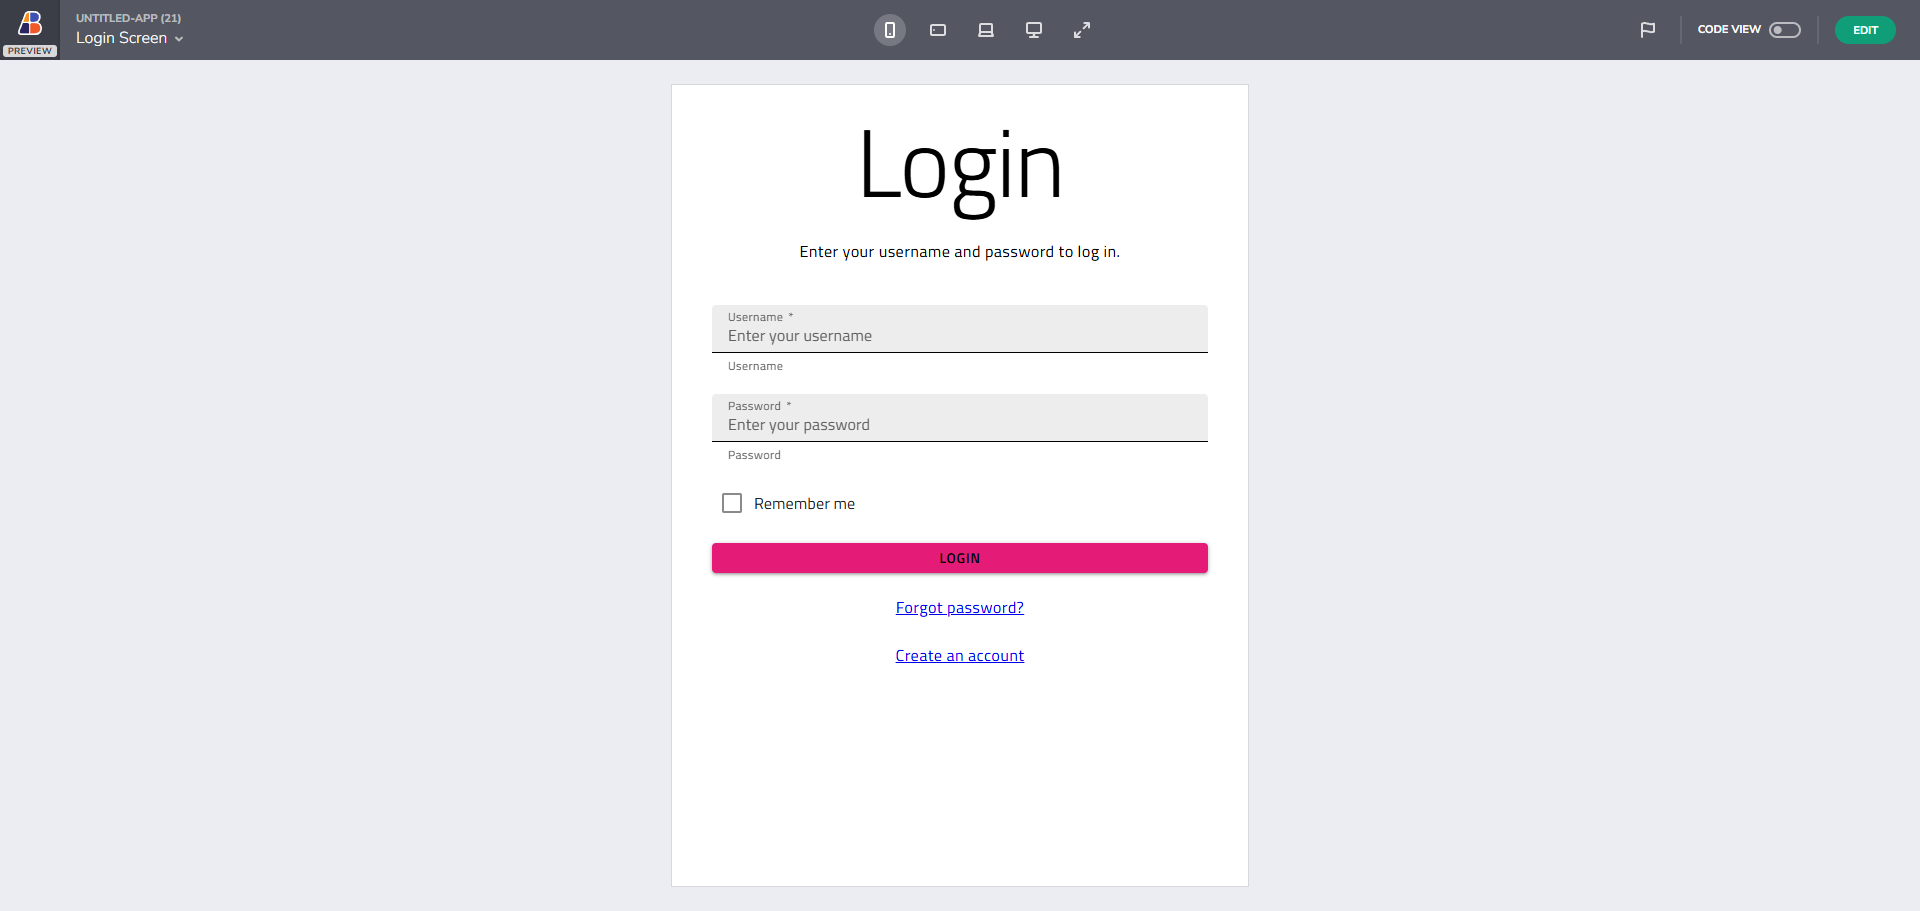 UNTITLED-APP (21)
Login Screen
PREVIEW
CODE VIEW
EDIT
Login
Enter your username and password to log in.
Username *
Enter your username
Username
Password *
Enter your password
Password
Remember me
LOGIN
Forgot password?
Create an account